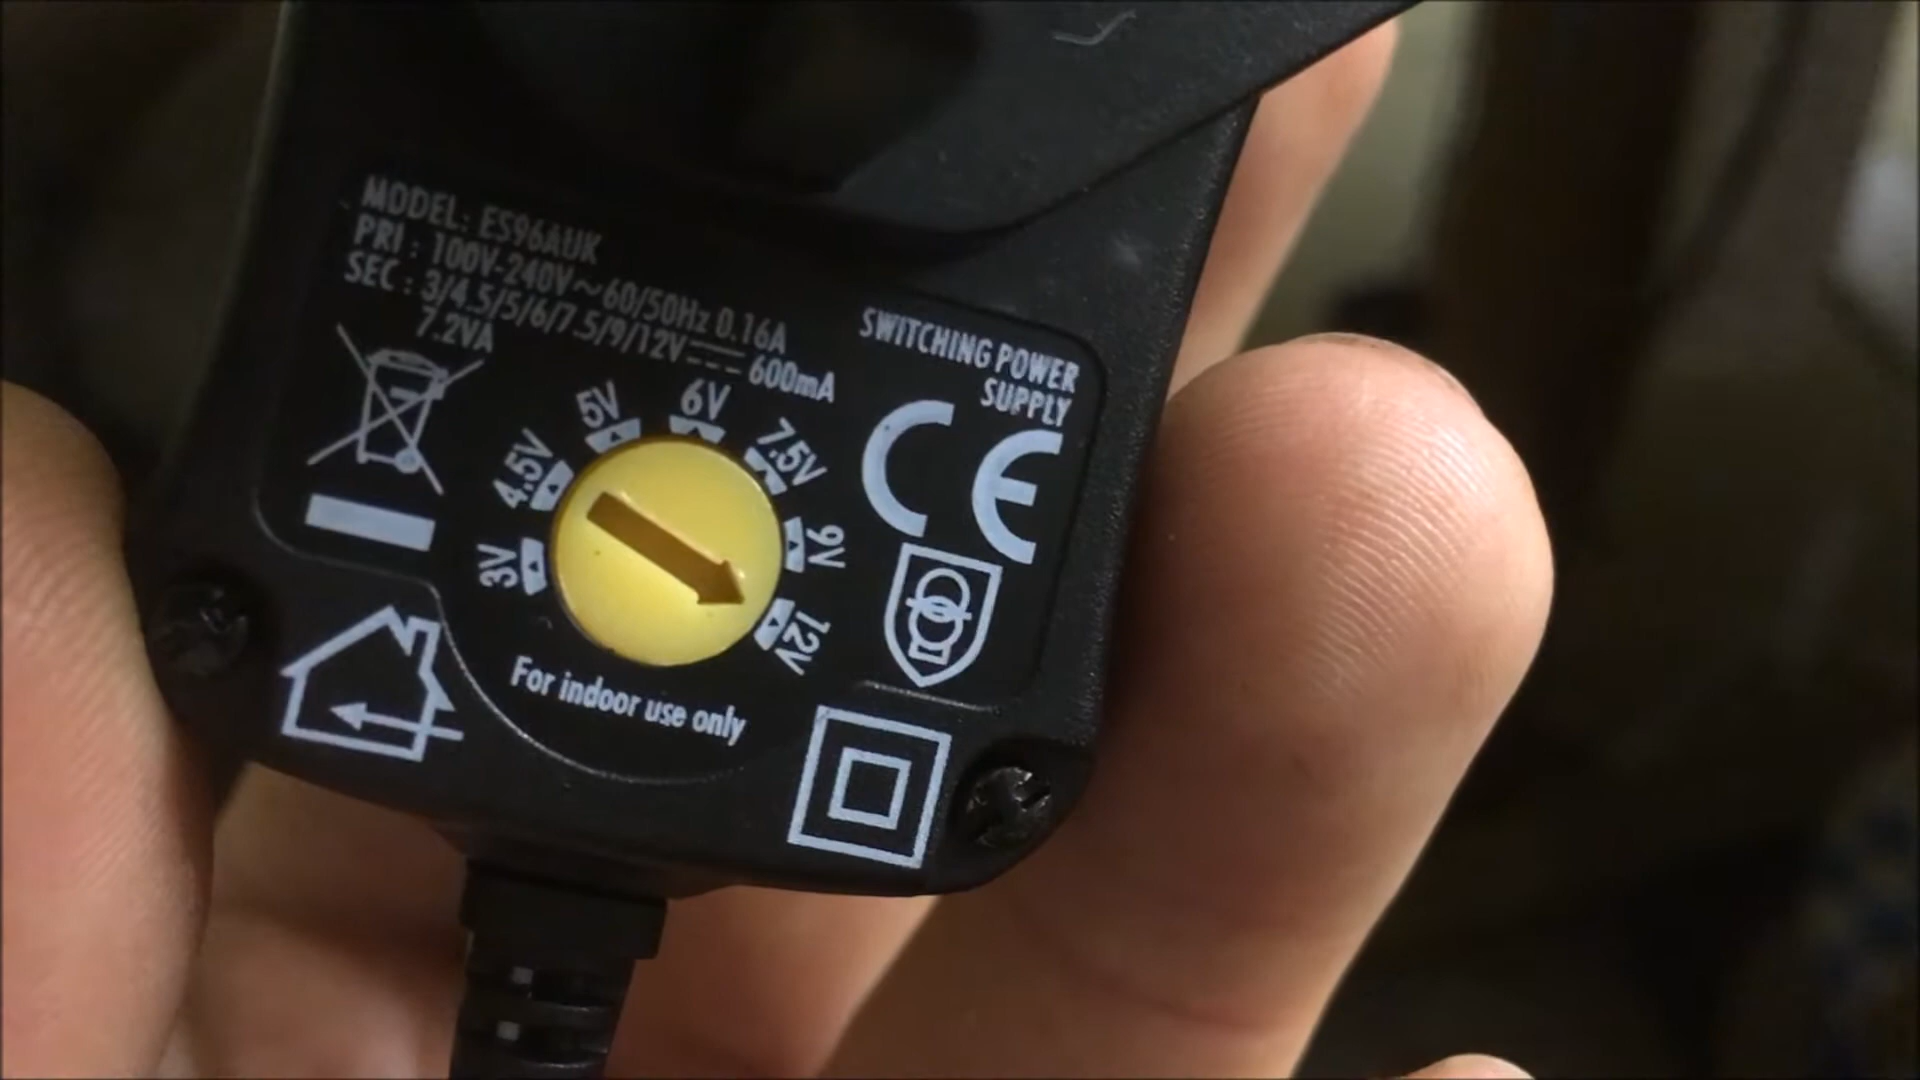 MODEL: ES96AUK
PRI : 100V-240V~60/50Hz 0.16A
SEC : 3/4.5/5/6/7.5/9/12V⎓600mA
7.2VA
SWITCHING POWER
SUPPLY
CE
3V
4.5V
5V
6V
7.5V
9V
12V
For indoor use only